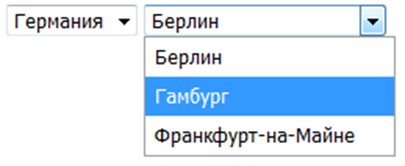 Германия Берлин
Берлин
Гамбург
Франкфурт-на-Майне